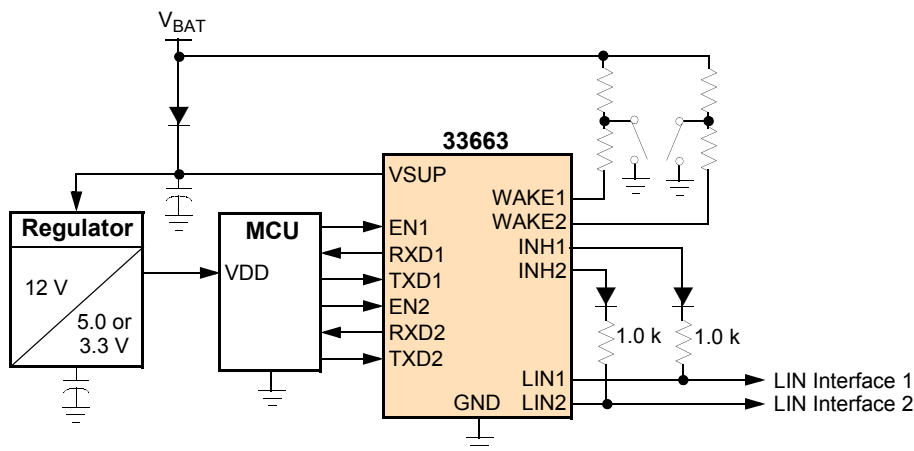 VBAT
33663
VSUP
WAKE1
WAKE2
INH1
INH2
EN1
RXD1
TXD1
EN2
RXD2
TXD2
LIN1
LIN2
GND
Regulator
12 V
5.0 or
3.3 V
MCU
VDD
1.0 k
1.0 k
LIN Interface 1
LIN Interface 2